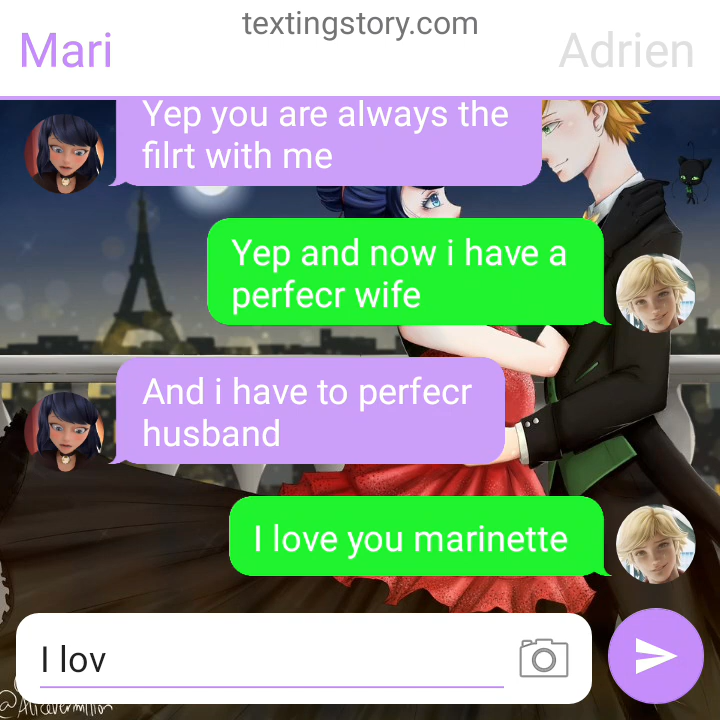 textingstory.com
Mari
Adrien
Yep you are always the
filrt with me
Yep and now i have a
perfecr wife
And i have to perfecr
husband
I love you marinette
I lov
@Alicevermilion